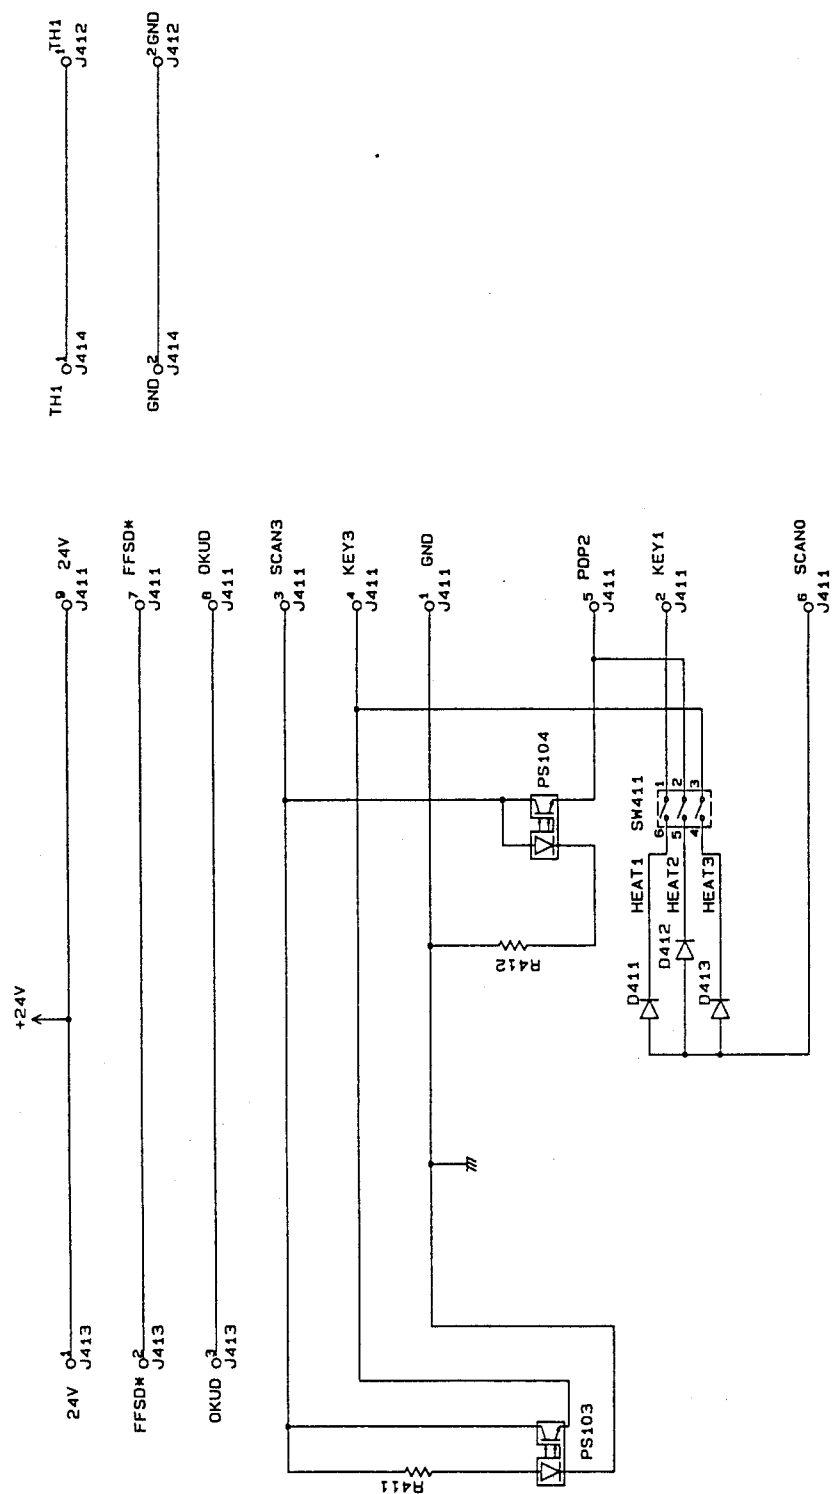 TH1
1
J412
2
GND
J412
1
TH1
J414
2
GND
J414
9
24V
J411
7
FFSD*
J411
8
OKUD
J411
3
SCAN3
J411
4
KEY3
J411
1
GND
J411
5
PDP2
J411
2
KEY1
J411
6
SCAN0
J411
PS104
SW411
1
2
3
6
5
4
HEAT1
HEAT2
HEAT3
R412
D411
D412
D413
+24V
1
24V
J413
2
FFSD*
J413
3
OKUD
J413
PS103
R411